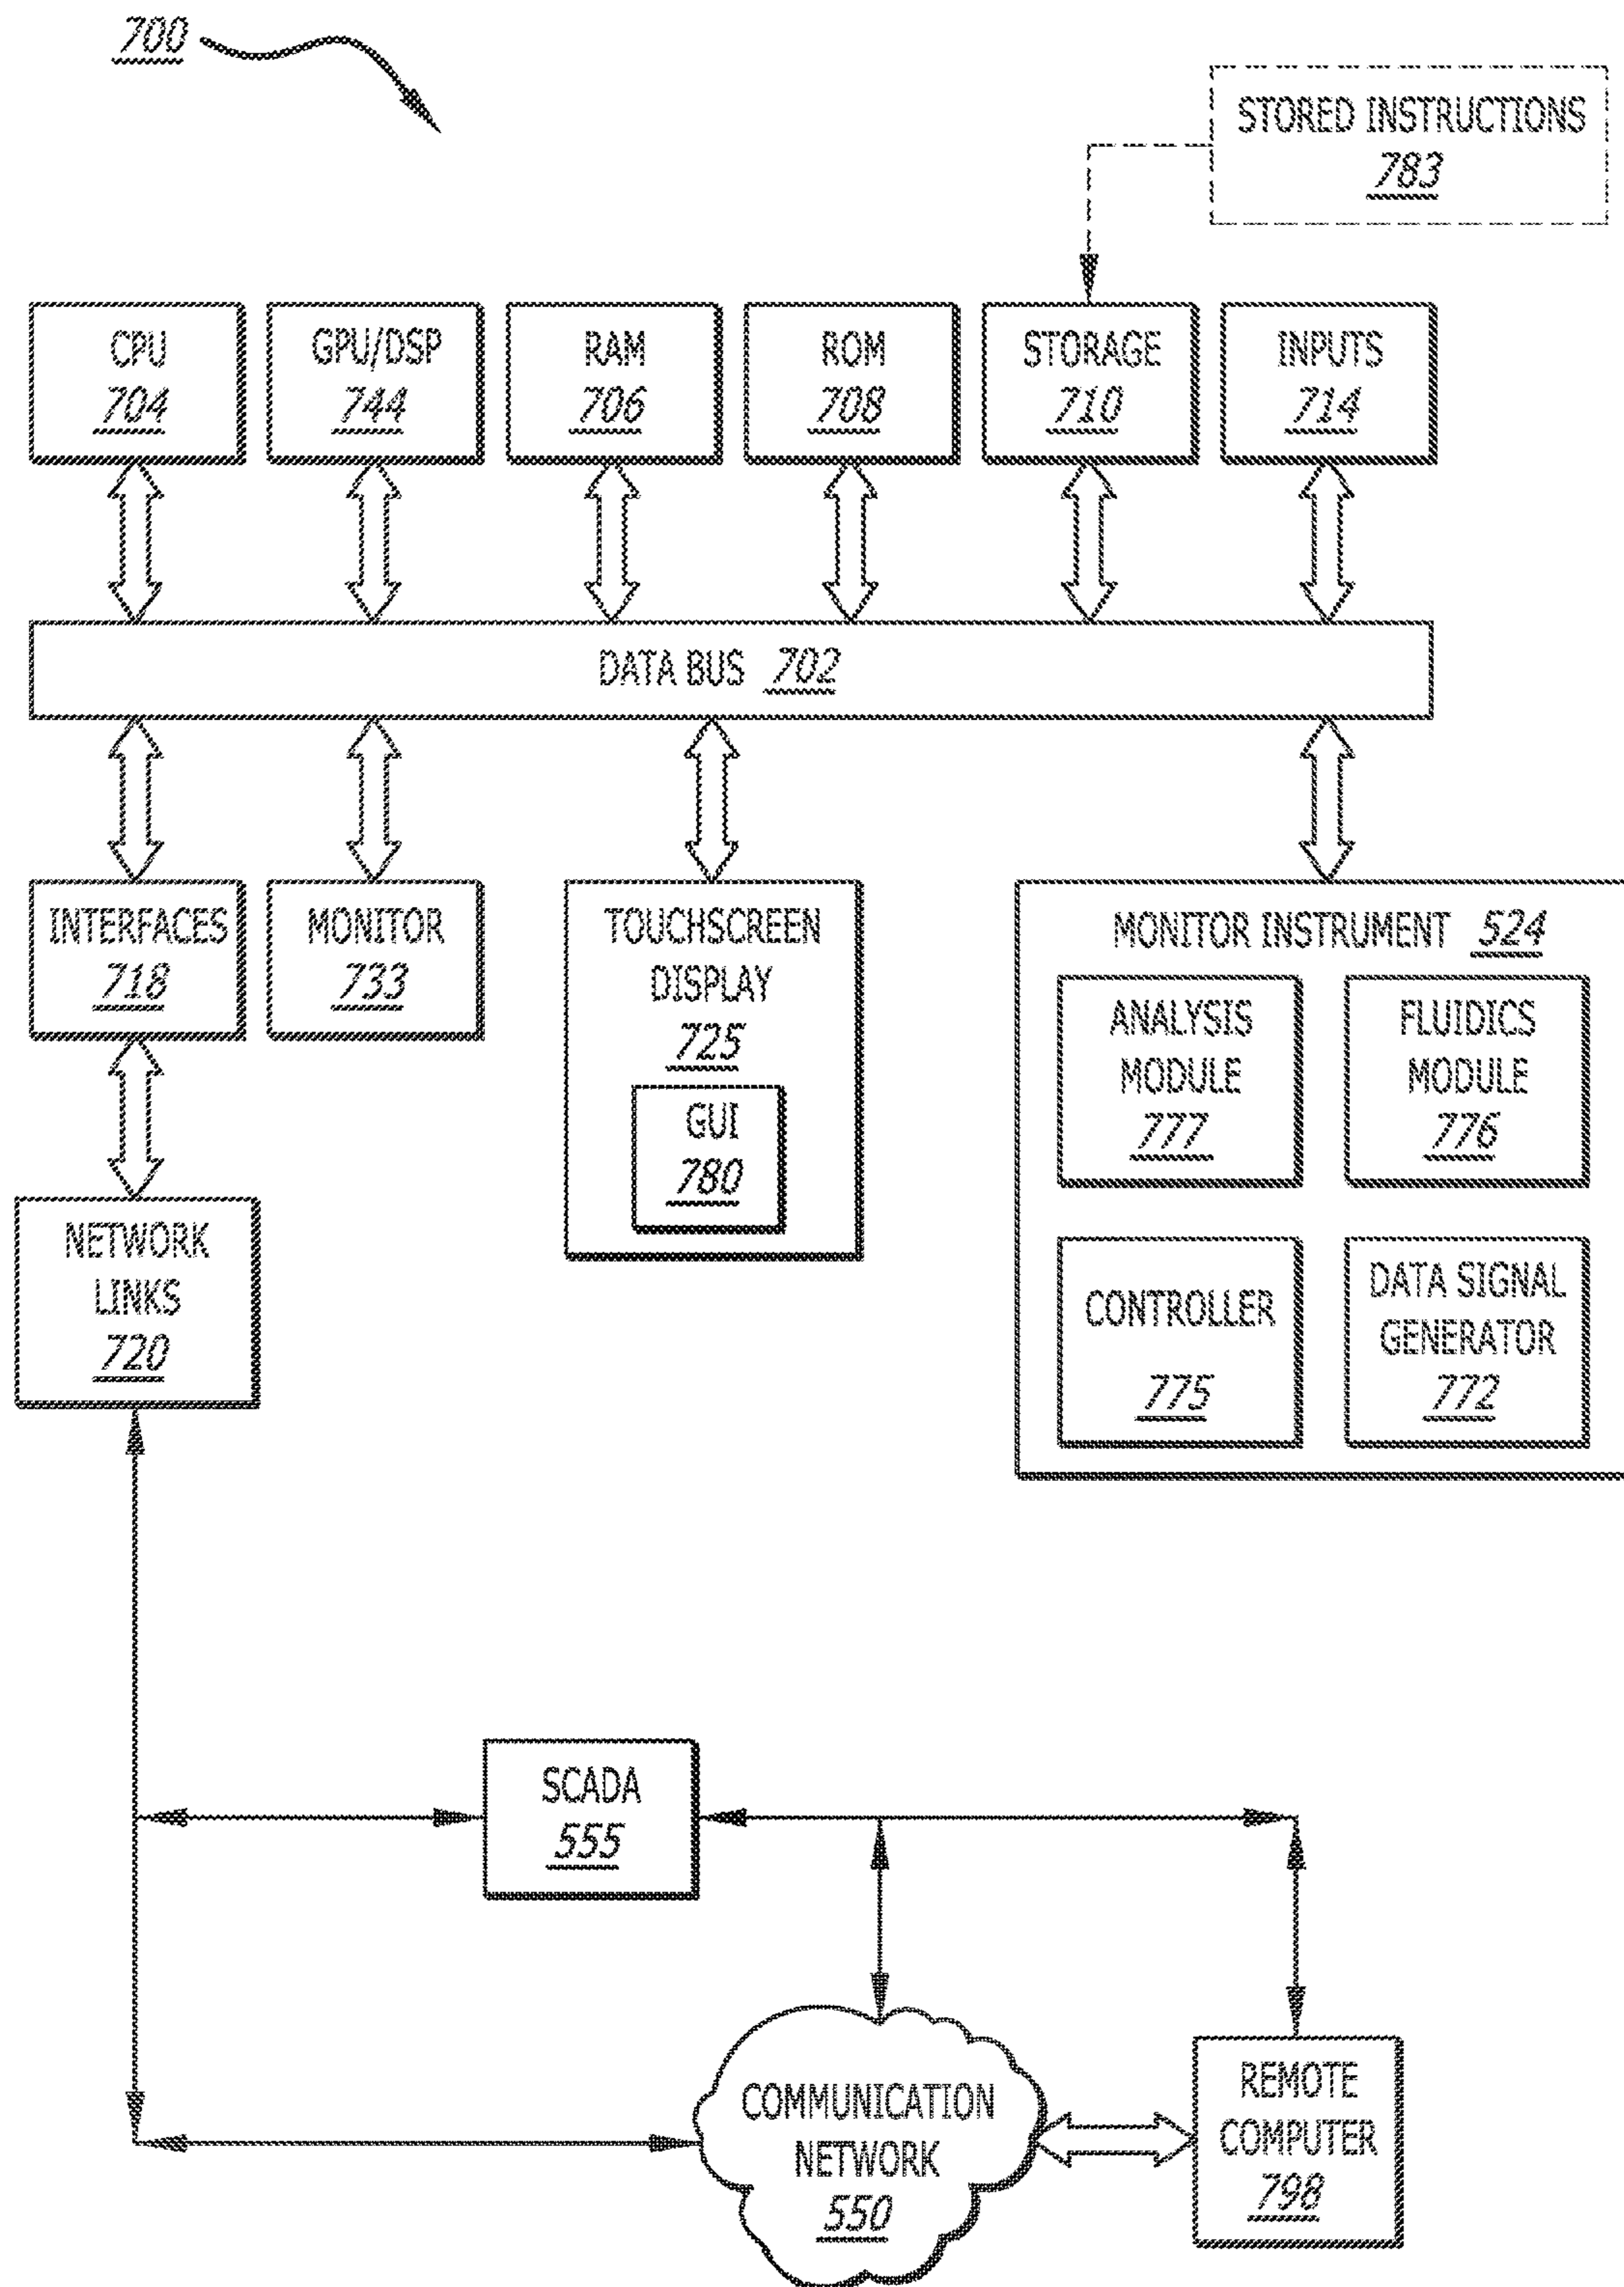 700
STORED INSTRUCTIONS
783
CPU
704
GPU/DSP
744
RAM
706
ROM
708
STORAGE
710
INPUTS
714
DATA BUS 702
INTERFACES
718
MONITOR
733
TOUCHSCREEN
DISPLAY
725
GUI
780
MONITOR INSTRUMENT 524
ANALYSIS
MODULE
777
FLUIDICS
MODULE
776
CONTROLLER
775
DATA SIGNAL
GENERATOR
772
NETWORK
LINKS
720
SCADA
555
COMMUNICATION
NETWORK
550
REMOTE
COMPUTER
798